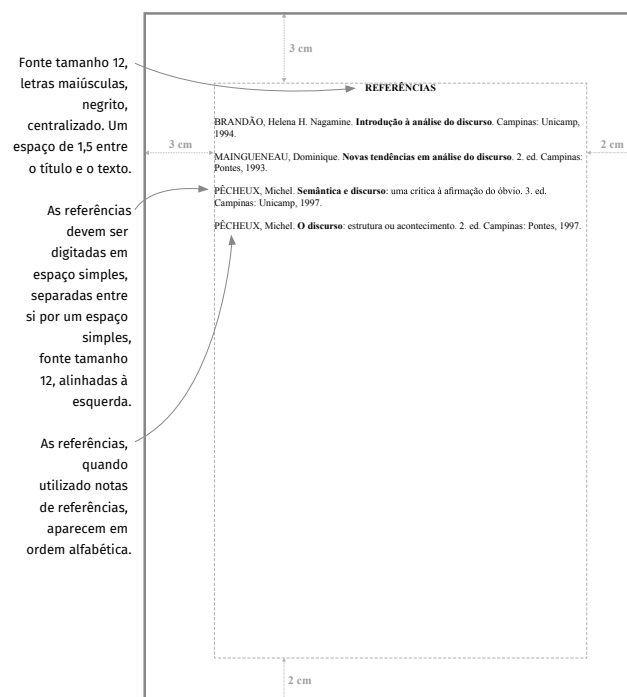 3 cm
Fonte tamanho 12,
letras maiúsculas,
negrito,
centralizado. Um
espaço de 1,5 entre
o título e o texto.
REFERÊNCIAS
3 cm
2 cm
BRANDÃO, Helena H. Nagamine. Introdução à análise do discurso. Campinas: Unicamp,
1994.
MAINGUENEAU, Dominique. Novas tendências em análise do discurso. 2. ed. Campinas:
Pontes, 1993.
PÊCHEUX, Michel. Semântica e discurso: uma crítica à afirmação do óbvio. 3. ed.
Campinas: Unicamp, 1997.
PÊCHEUX, Michel. O discurso: estrutura ou acontecimento. 2. ed. Campinas: Pontes, 1997.
As referências
devem ser
digitadas em
espaço simples,
separadas entre
si por um espaço
simples,
fonte tamanho
12, alinhadas à
esquerda.
As referências,
quando
utilizado notas
de referências,
aparecem em
ordem alfabética.
2 cm